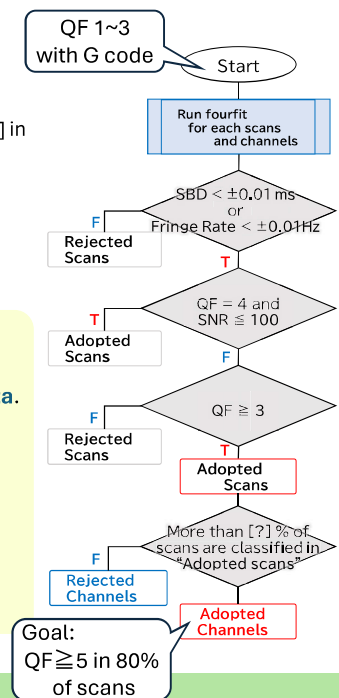 QF 1~3
with G code
Start
] in
Run fourfit
for each scans
and channels
SBD < ±0.01 ms
or
Fringe Rate < ±0.01Hz
F
Rejected
Scans
T
QF = 4 and
SNR ≦ 100
T
Adopted
Scans
F
a.
QF ≧ 3
F
Rejected
Scans
T
Adopted
Scans
More than [?] % of
scans are classified in
"Adopted scans"
F
Rejected
Channels
Adopted
Channels
Goal:
QF≧5 in 80%
of scans